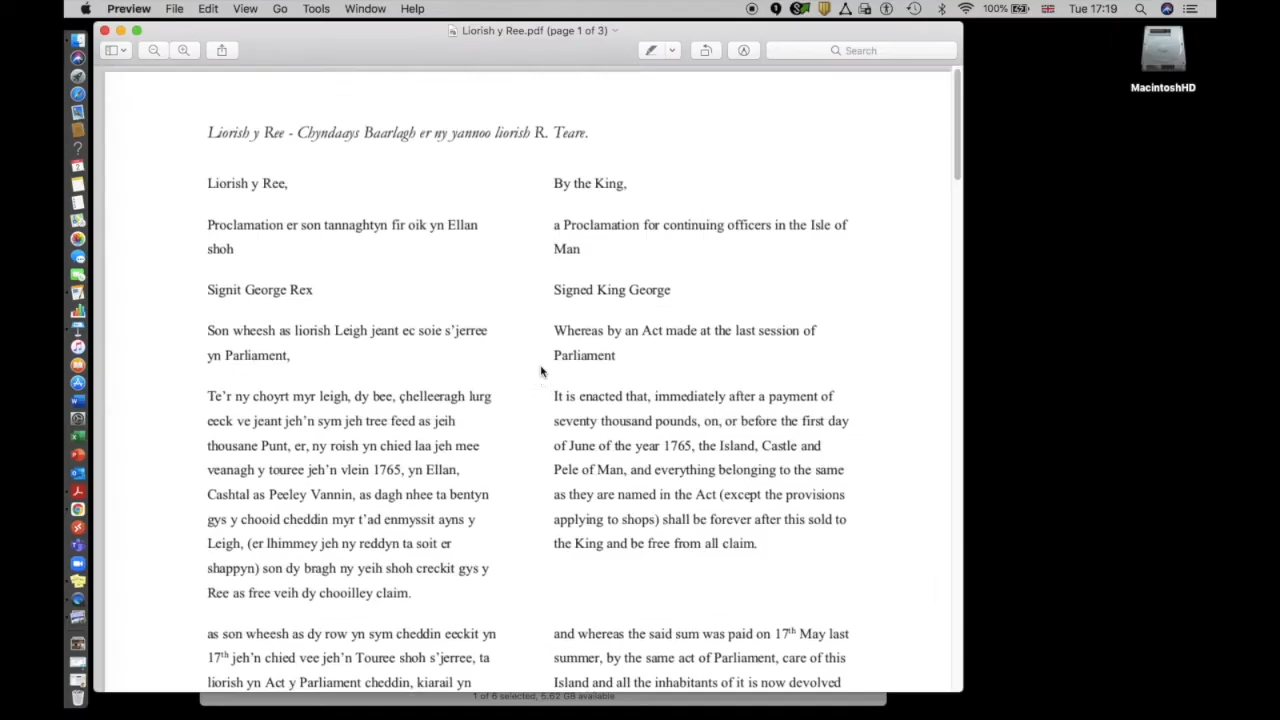 Preview File Edit View Go Tools Window Help 100% Tue 17:19
Liorish y Ree.pdf (page 1 of 3)
Search
MacintoshHD
Liorish y Ree - Chyndaays Baarlagh er ny yannoo liorish R. Teare.
Liorish y Ree,
Proclamation er son tannaghtyn fir oik yn Ellan
shoh
Signit George Rex
Son wheesh as liorish Leigh jeant ec soie s’jerree
yn Parliament,
Te’r ny choyrt myr leigh, dy bee, çhelleeragh lurg
eeck ve jeant jeh’n sym jeh tree feed as jeih
thousane Punt, er, ny roish yn chied laa jeh mee
veanagh y touree jeh’n vlein 1765, yn Ellan,
Cashtal as Peeley Vannin, as dagh nhee ta bentyn
gys y chooid cheddin myr t’ad enmyssit ayns y
Leigh, (er lhimmey jeh ny reddyn ta soit er
shappyn) son dy bragh ny yeih shoh creckit gys y
Ree as free veih dy chooilley claim.
as son wheesh as dy row yn sym cheddin eeckit yn
17th jeh’n chied vee jeh’n Touree shoh s’jerree, ta
liorish yn Act y Parliament cheddin, kiarail yn
By the King,
a Proclamation for continuing officers in the Isle of
Man
Signed King George
Whereas by an Act made at the last session of
Parliament
It is enacted that, immediately after a payment of
seventy thousand pounds, on, or before the first day
of June of the year 1765, the Island, Castle and
Pele of Man, and everything belonging to the same
as they are named in the Act (except the provisions
applying to shops) shall be forever after this sold to
the King and be free from all claim.
and whereas the said sum was paid on 17th May last
summer, by the same act of Parliament, care of this
Island and all the inhabitants of it is now devolved
1 of 6 selected, 5.62 GB available